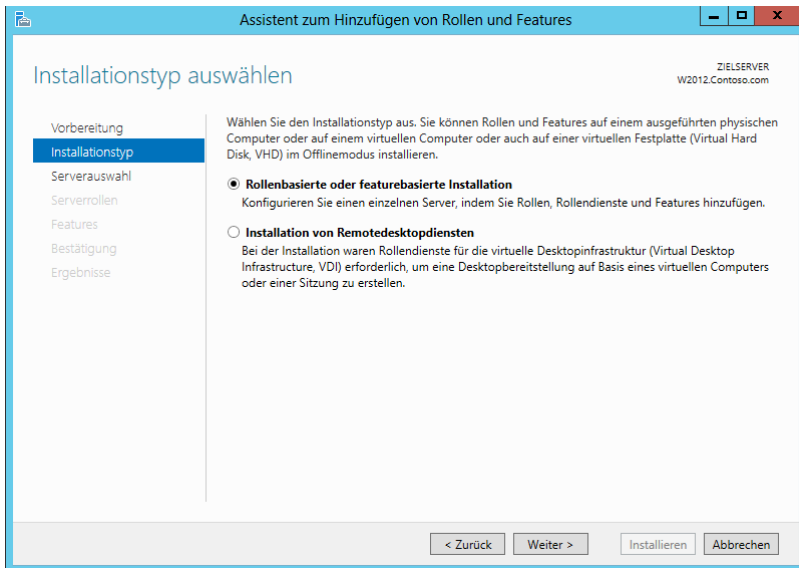 Assistent zum Hinzufügen von Rollen und Features
Installationstyp auswählen
ZIELSERVER
W2012.Contoso.com
Vorbereitung
Installationstyp
Serverauswahl
Serverrollen
Features
Bestätigung
Ergebnisse
Wählen Sie den Installationstyp aus. Sie können Rollen und Features auf einem ausgeführten physischen
Computer oder auf einem virtuellen Computer oder auch auf einer virtuellen Festplatte (Virtual Hard
Disk, VHD) im Offlinemodus installieren.
Rollenbasierte oder featurebasierte Installation
Konfigurieren Sie einen einzelnen Server, indem Sie Rollen, Rollendienste und Features hinzufügen.
Installation von Remotedesktopdiensten
Bei der Installation waren Rollendienste für die virtuelle Desktopinfrastruktur (Virtual Desktop
Infrastructure, VDI) erforderlich, um eine Desktopbereitstellung auf Basis eines virtuellen Computers
oder einer Sitzung zu erstellen.
< Zurück Weiter > Installieren Abbrechen